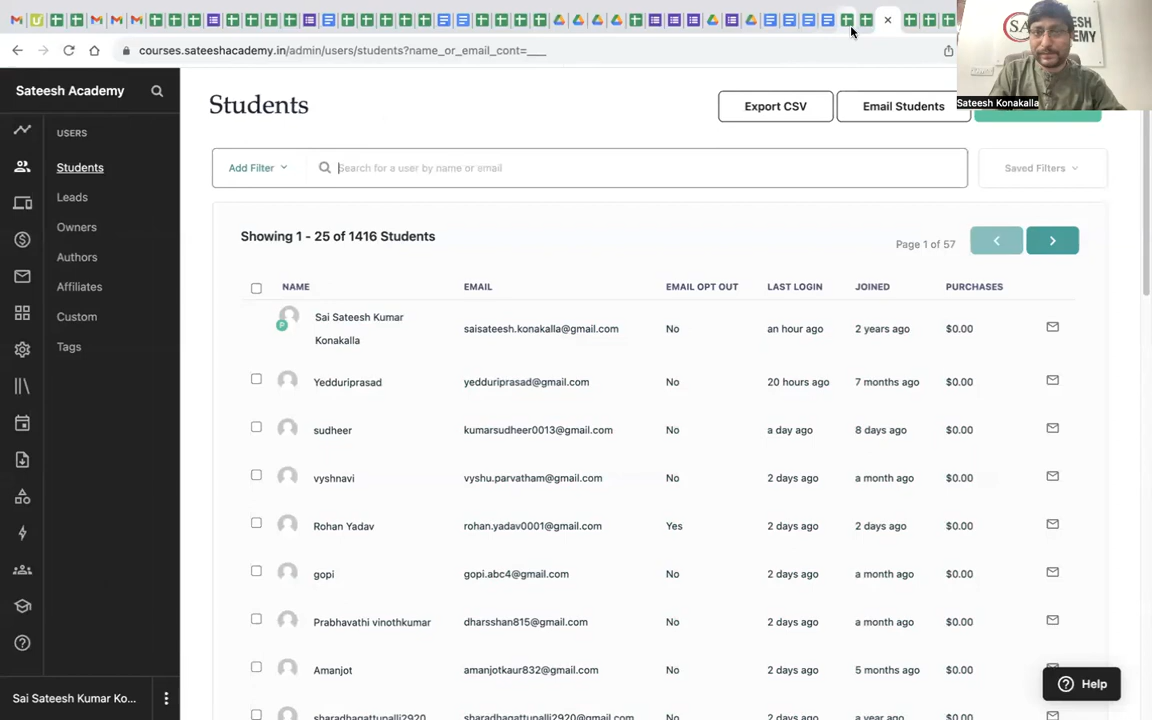 courses.sateeshacademy.in/admin/users/students?name_or_email_cont=___
Sateesh Konakalla
Sateesh Academy
USERS
Students
Leads
Owners
Authors
Affiliates
Custom
Tags
Sai Sateesh Kumar Ko...
Students
Export CSV
Email Students
Add Filter
Search for a user by name or email
Saved Filters
Showing 1 - 25 of 1416 Students
Page 1 of 57
NAME EMAIL EMAIL OPT OUT LAST LOGIN JOINED PURCHASES
Sai Sateesh Kumar
Konakalla
saisateesh.konakalla@gmail.com No an hour ago 2 years ago $0.00
Yedduriprasad yedduriprasad@gmail.com No 20 hours ago 7 months ago $0.00
sudheer kumarsudheer0013@gmail.com No a day ago 8 days ago $0.00
vyshnavi vyshu.parvatham@gmail.com No 2 days ago a month ago $0.00
Rohan Yadav rohan.yadav0001@gmail.com Yes 2 days ago 2 days ago $0.00
gopi gopi.abc4@gmail.com No 2 days ago a month ago $0.00
Prabhavathi vinothkumar dharsshan815@gmail.com No 2 days ago a month ago $0.00
Amanjot amanjotkaur832@gmail.com No 2 days ago 5 months ago $0.00
sharadhagattupalli2920 sharadhagattupalli2920@gmail.com No 2 days ago a year ago $0.00
Help